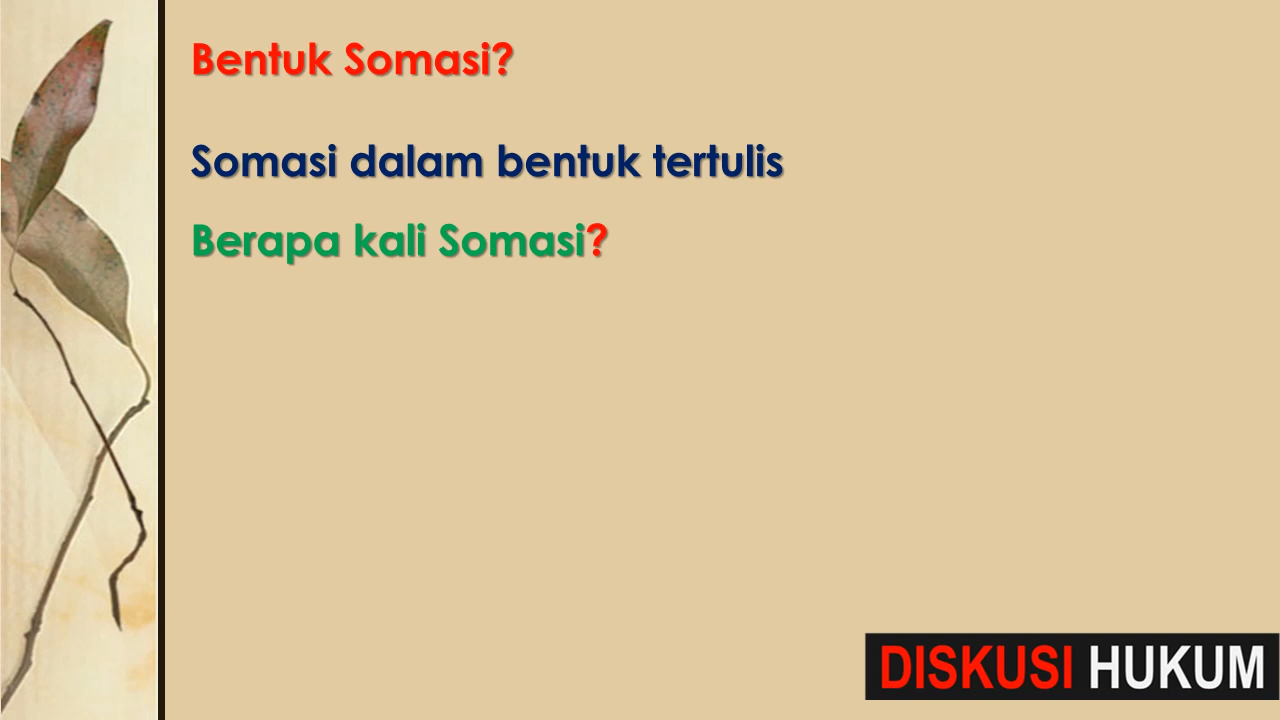 Bentuk Somasi?
Somasi dalam bentuk tertulis
Berapa kali Somasi?
DISKUSI HUKUM